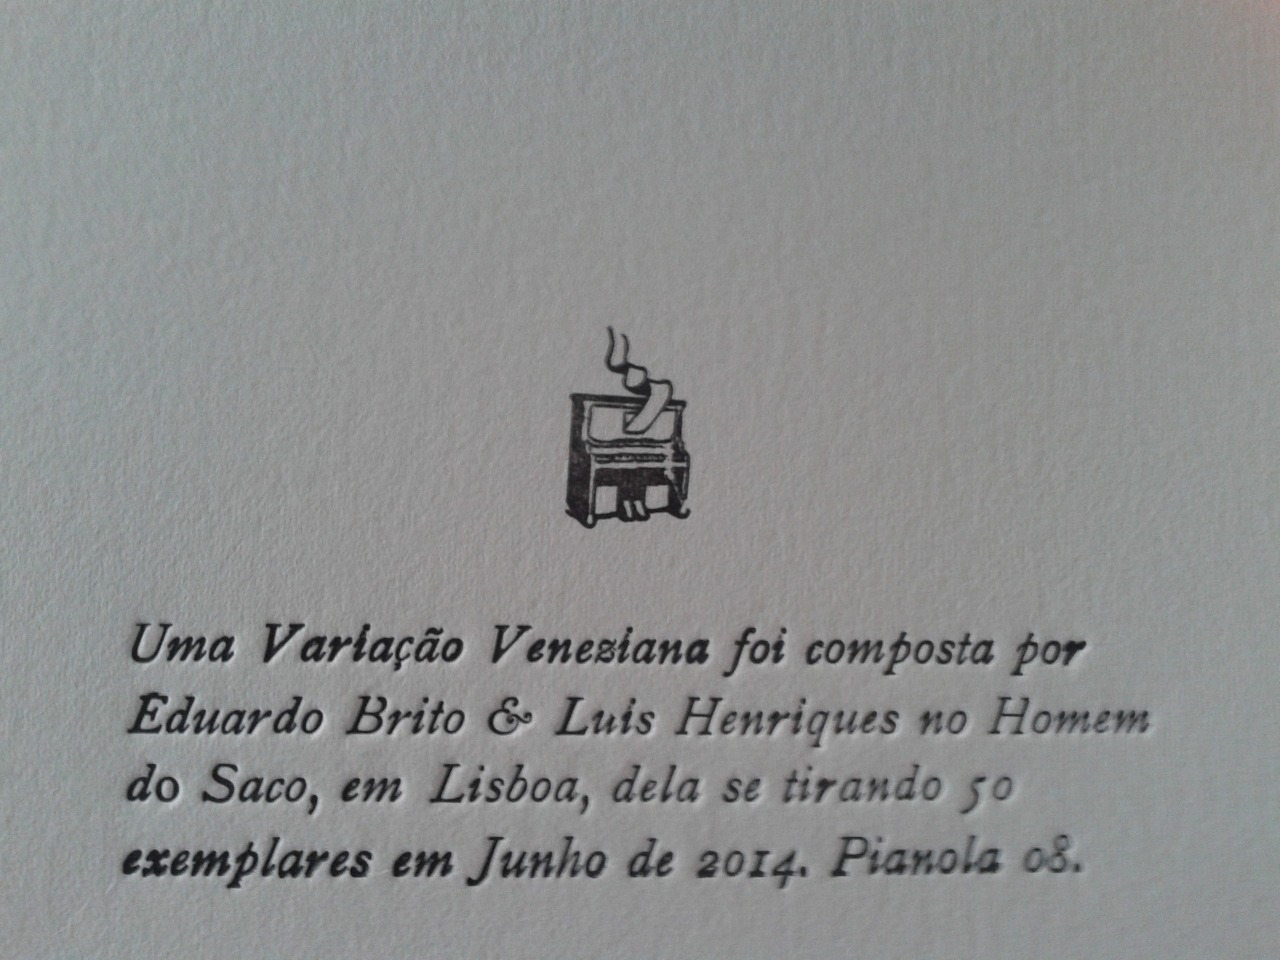 Uma Variação Veneziana foi composta por
Eduardo Brito & Luis Henriques no Homem
do Saco, em Lisboa, dela se tirando 50
exemplares em Junho de 2014. Pianola 08.